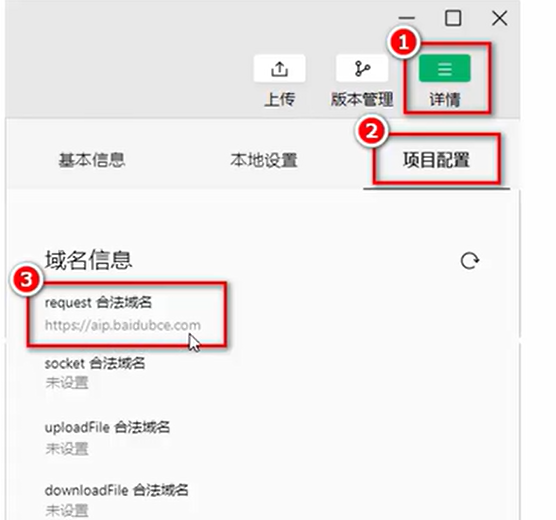 1
上传 版本管理 详情
2
基本信息 本地设置 项目配置
域名信息
3
request 合法域名
https://aip.baidubce.com
socket 合法域名
未设置
uploadFile 合法域名
未设置
downloadFile 合法域名
未设置